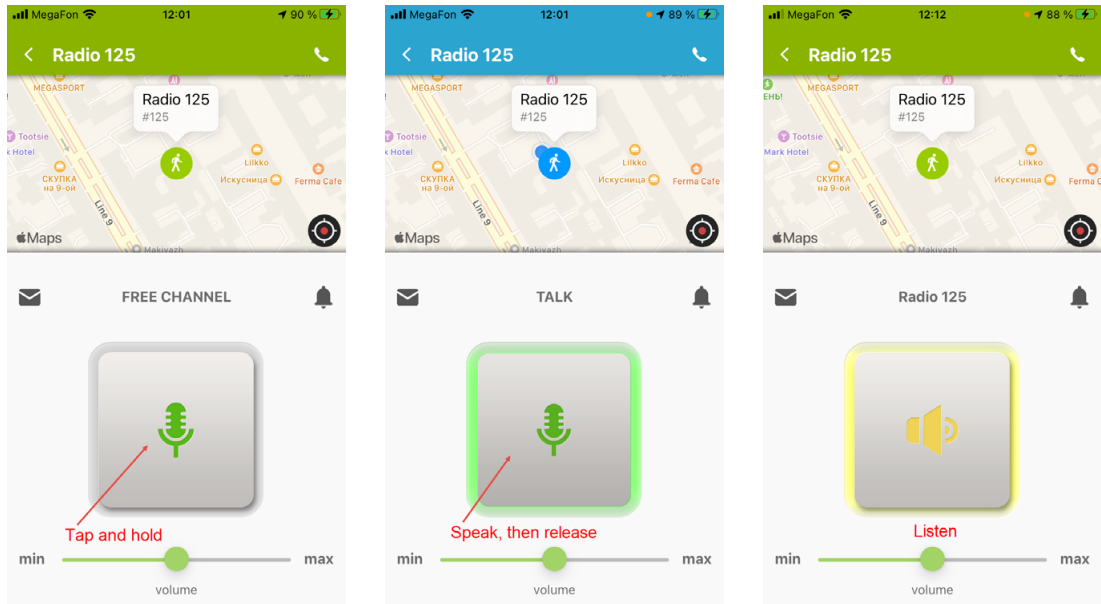 MegaFon 12:01 90 %
Radio 125
MEGASPORT
Radio 125
#125
Tootsie
k Hotel
Lilkko
СКУПКА
на 9-ой
Искусница
Ferma Cafe
Line 9
Maps
Makiyazh
FREE CHANNEL
Tap and hold
min max
volume
MegaFon 12:01 89 %
Radio 125
MEGASPORT
Radio 125
#125
Tootsie
k Hotel
Lilkko
СКУПКА
на 9-ой
Искусница
Ferma Cafe
Line 9
Maps
Makiyazh
TALK
Speak, then release
min max
volume
MegaFon 12:12 88 %
Radio 125
MEGASPORT
ЕНЬ!
Radio 125
#125
Tootsie
Mark Hotel
Lilkko
СКУПКА
на 9-ой
Искусница
Ferma C
Line 9
Maps
Makiyazh
Radio 125
Listen
min max
volume